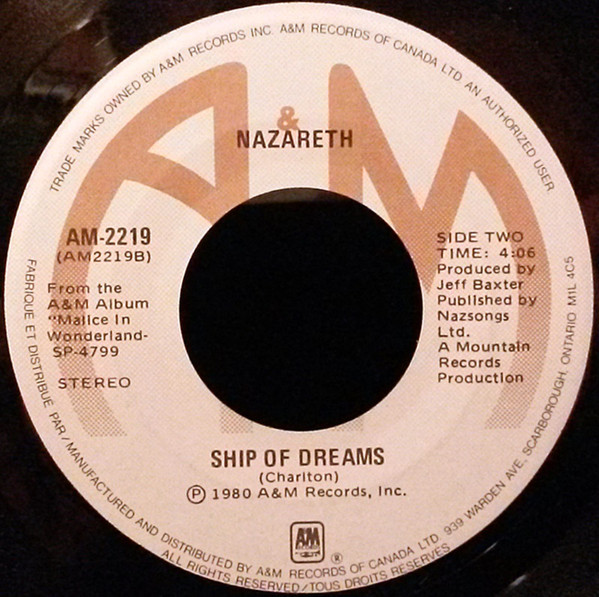 TRADE MARKS OWNED BY A&M RECORDS INC. A&M RECORDS OF CANADA LTD AN AUTHORIZED USER.
&
NAZARETH
AM-2219
(AM2219B)
From the
A&M Album
"Malice In
Wonderland-
SP-4799
STEREO
SIDE TWO
TIME: 4:06
Produced by
Jeff Baxter
Published by
Nazsongs
Ltd.
A Mountain
Records
Production
SHIP OF DREAMS
(Charlton)
Ⓟ 1980 A&M Records, Inc.
A&M
®
FABRIQUE ET DISTRIBUÉ PAR / MANUFACTURED AND DISTRIBUTED BY A&M RECORDS OF CANADA LTD. 939 WARDEN AVE, SCARBOROUGH, ONTARIO M1L 4C5
ALL RIGHTS RESERVED/TOUS DROITS RESERVÉS